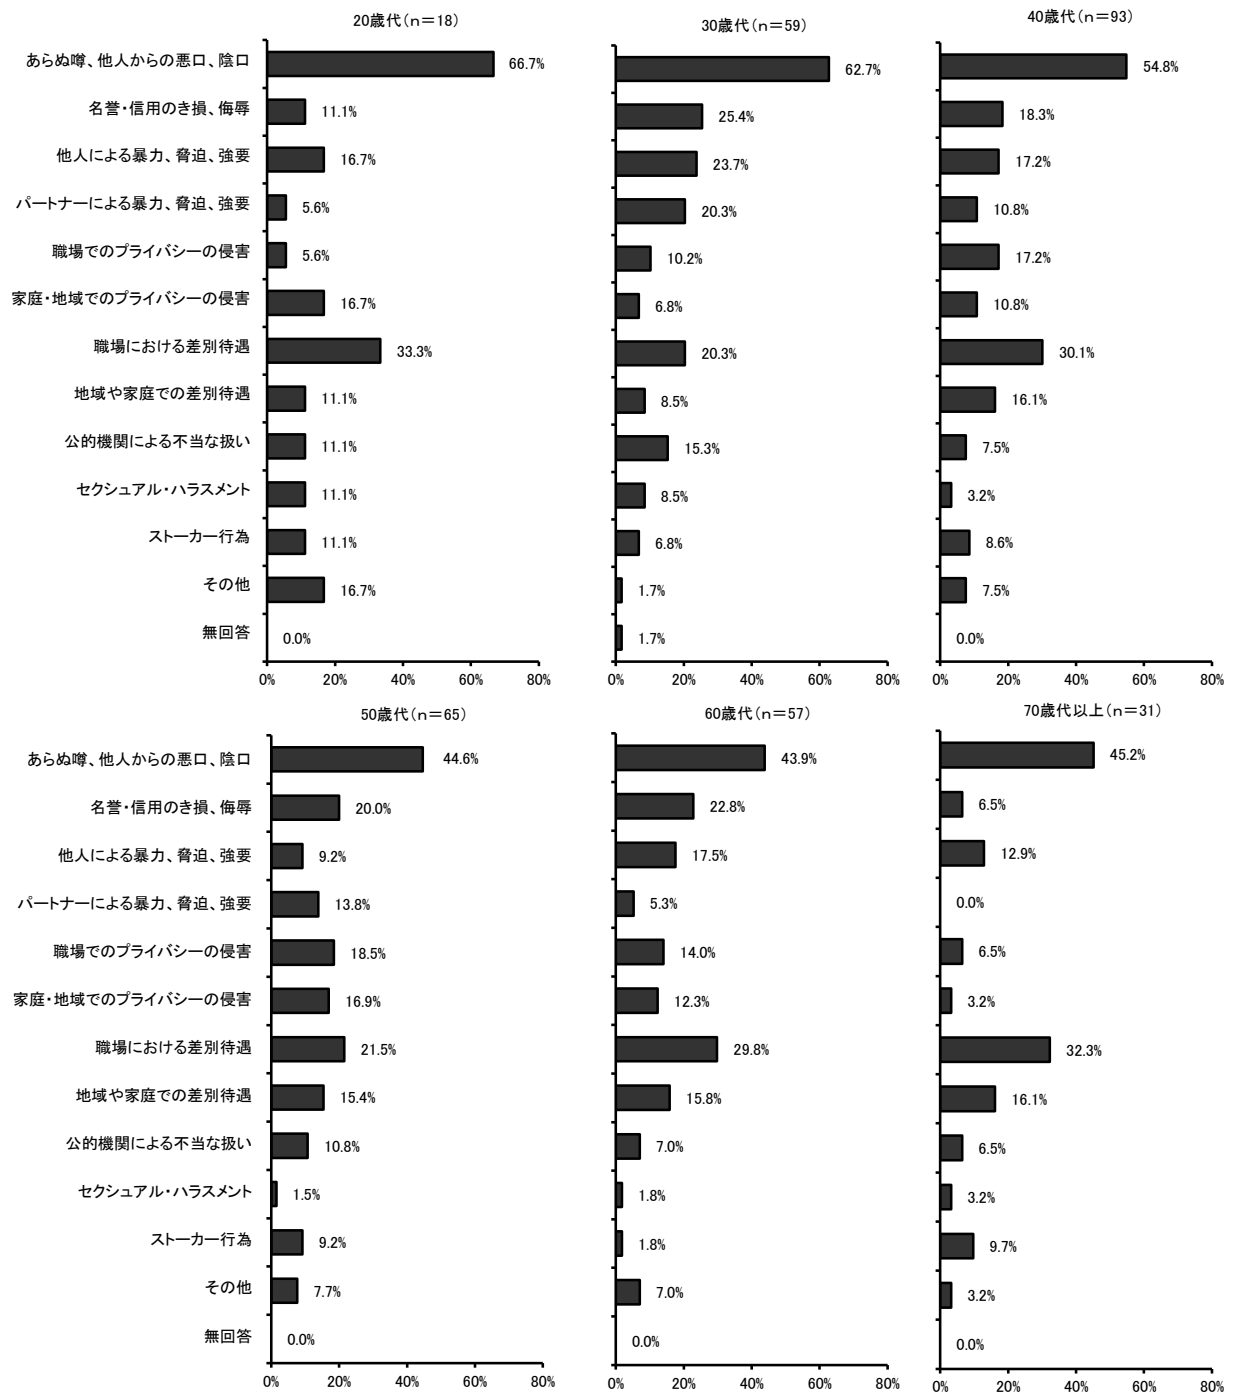 20歳代(n=18)
30歳代(n=59)
40歳代(n=93)
あらぬ噂、他人からの悪口、陰口 66.7% 62.7% 54.8%
名誉・信用のき損、侮辱 11.1% 25.4% 18.3%
他人による暴力、脅迫、強要 16.7% 23.7% 17.2%
パートナーによる暴力、脅迫、強要 5.6% 20.3% 10.8%
職場でのプライバシーの侵害 5.6% 10.2% 17.2%
家庭・地域でのプライバシーの侵害 16.7% 6.8% 10.8%
職場における差別待遇 33.3% 20.3% 30.1%
地域や家庭での差別待遇 11.1% 8.5% 16.1%
公的機関による不当な扱い 11.1% 15.3% 7.5%
セクシュアル・ハラスメント 11.1% 8.5% 3.2%
ストーカー行為 11.1% 6.8% 8.6%
その他 16.7% 1.7% 7.5%
無回答 0.0% 1.7% 0.0%
0% 20% 40% 60% 80% 0% 20% 40% 60% 80% 0% 20% 40% 60% 80%
50歳代(n=65)
60歳代(n=57)
70歳代以上(n=31)
あらぬ噂、他人からの悪口、陰口 44.6% 43.9% 45.2%
名誉・信用のき損、侮辱 20.0% 22.8% 6.5%
他人による暴力、脅迫、強要 9.2% 17.5% 12.9%
パートナーによる暴力、脅迫、強要 13.8% 5.3% 0.0%
職場でのプライバシーの侵害 18.5% 14.0% 6.5%
家庭・地域でのプライバシーの侵害 16.9% 12.3% 3.2%
職場における差別待遇 21.5% 29.8% 32.3%
地域や家庭での差別待遇 15.4% 15.8% 16.1%
公的機関による不当な扱い 10.8% 7.0% 6.5%
セクシュアル・ハラスメント 1.5% 1.8% 3.2%
ストーカー行為 9.2% 1.8% 9.7%
その他 7.7% 7.0% 3.2%
無回答 0.0% 0.0% 0.0%
0% 20% 40% 60% 80% 0% 20% 40% 60% 80% 0% 20% 40% 60% 80%